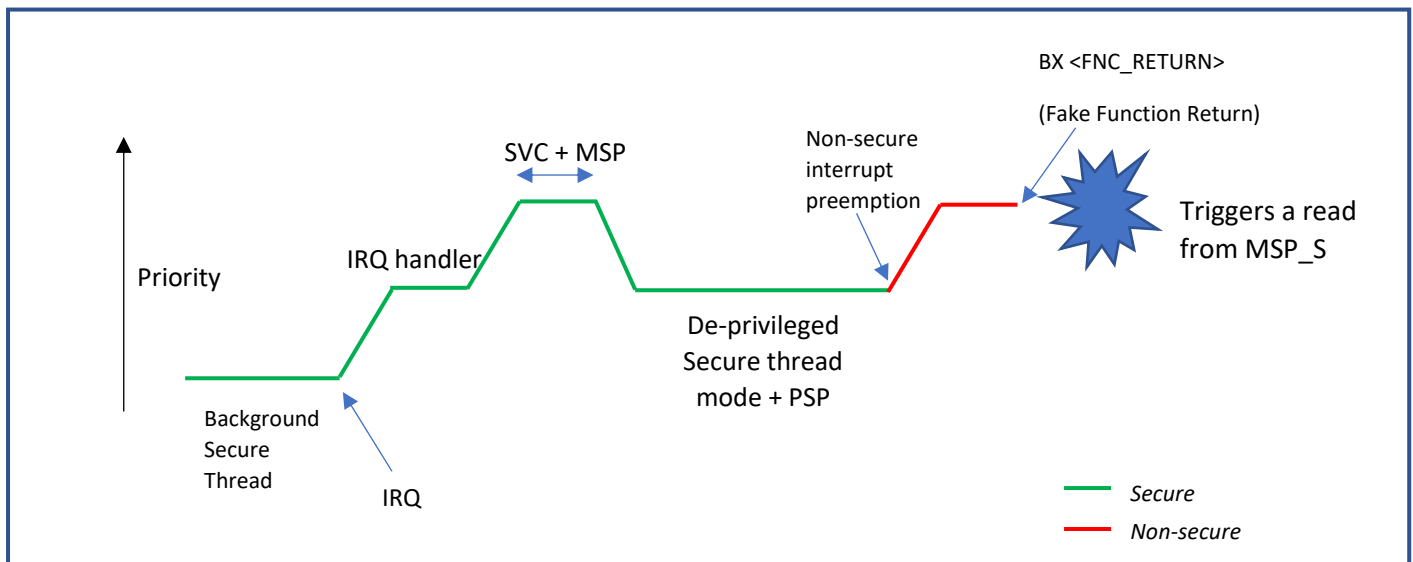 BX <FNC_RETURN>
(Fake Function Return)
Non-secure
interrupt
preemption
SVC + MSP
Triggers a read
from MSP_S
IRQ handler
Priority
De-privileged
Secure thread
mode + PSP
Background
Secure
Thread
IRQ
Secure
Non-secure